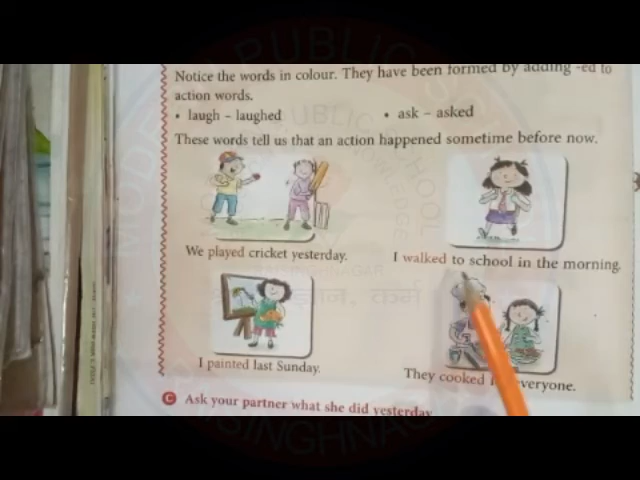 Notice the words in colour. They have been formed by adding -ed to
action words.
• laugh – laughed
• ask – asked
These words tell us that an action happened sometime before now.
We played cricket yesterday.
I walked to school in the morning.
I painted last Sunday.
They cooked everyone.
C Ask your partner what she did yesterday